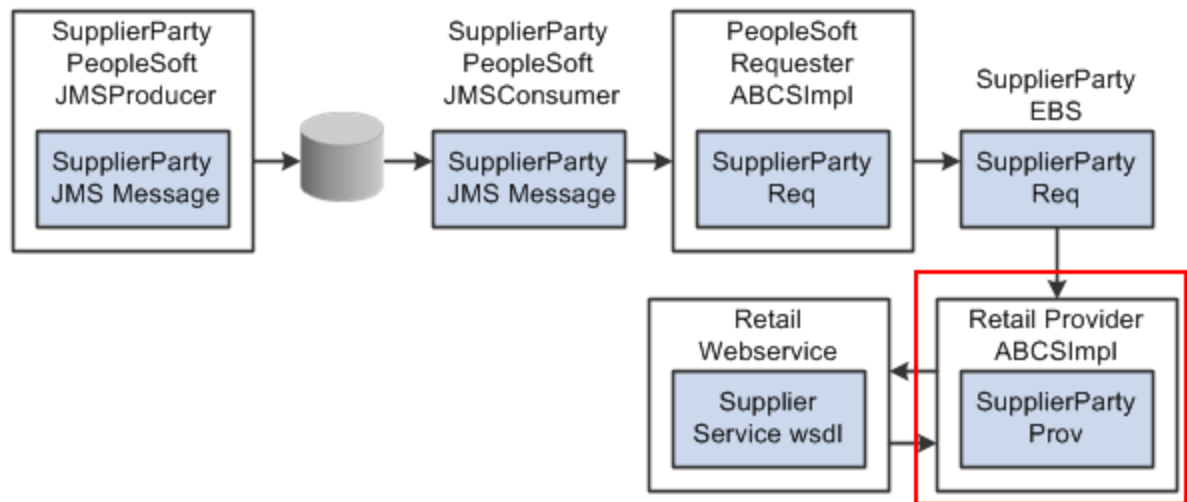 SupplierParty
PeopleSoft
JMSProducer
SupplierParty
JMS Message
SupplierParty
PeopleSoft
JMSConsumer
SupplierParty
JMS Message
PeopleSoft
Requester
ABCSImpl
SupplierParty
Req
SupplierParty
EBS
SupplierParty
Req
Retail
Webservice
Supplier
Service wsdl
Retail Provider
ABCSImpl
SupplierParty
Prov